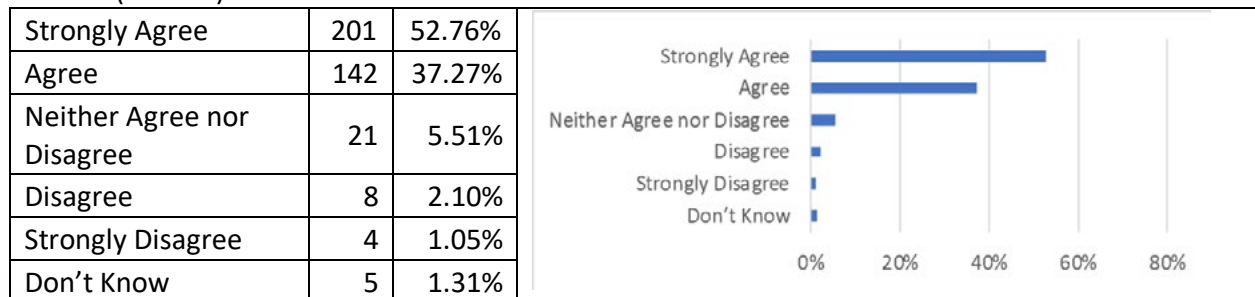 Strongly Agree 201 52.76%
Agree 142 37.27%
Neither Agree nor
Disagree 21 5.51%
Disagree 8 2.10%
Strongly Disagree 4 1.05%
Don't Know 5 1.31%
Strongly Agree
Agree
Neither Agree nor Disagree
Disagree
Strongly Disagree
Don't Know
0% 20% 40% 60% 80%